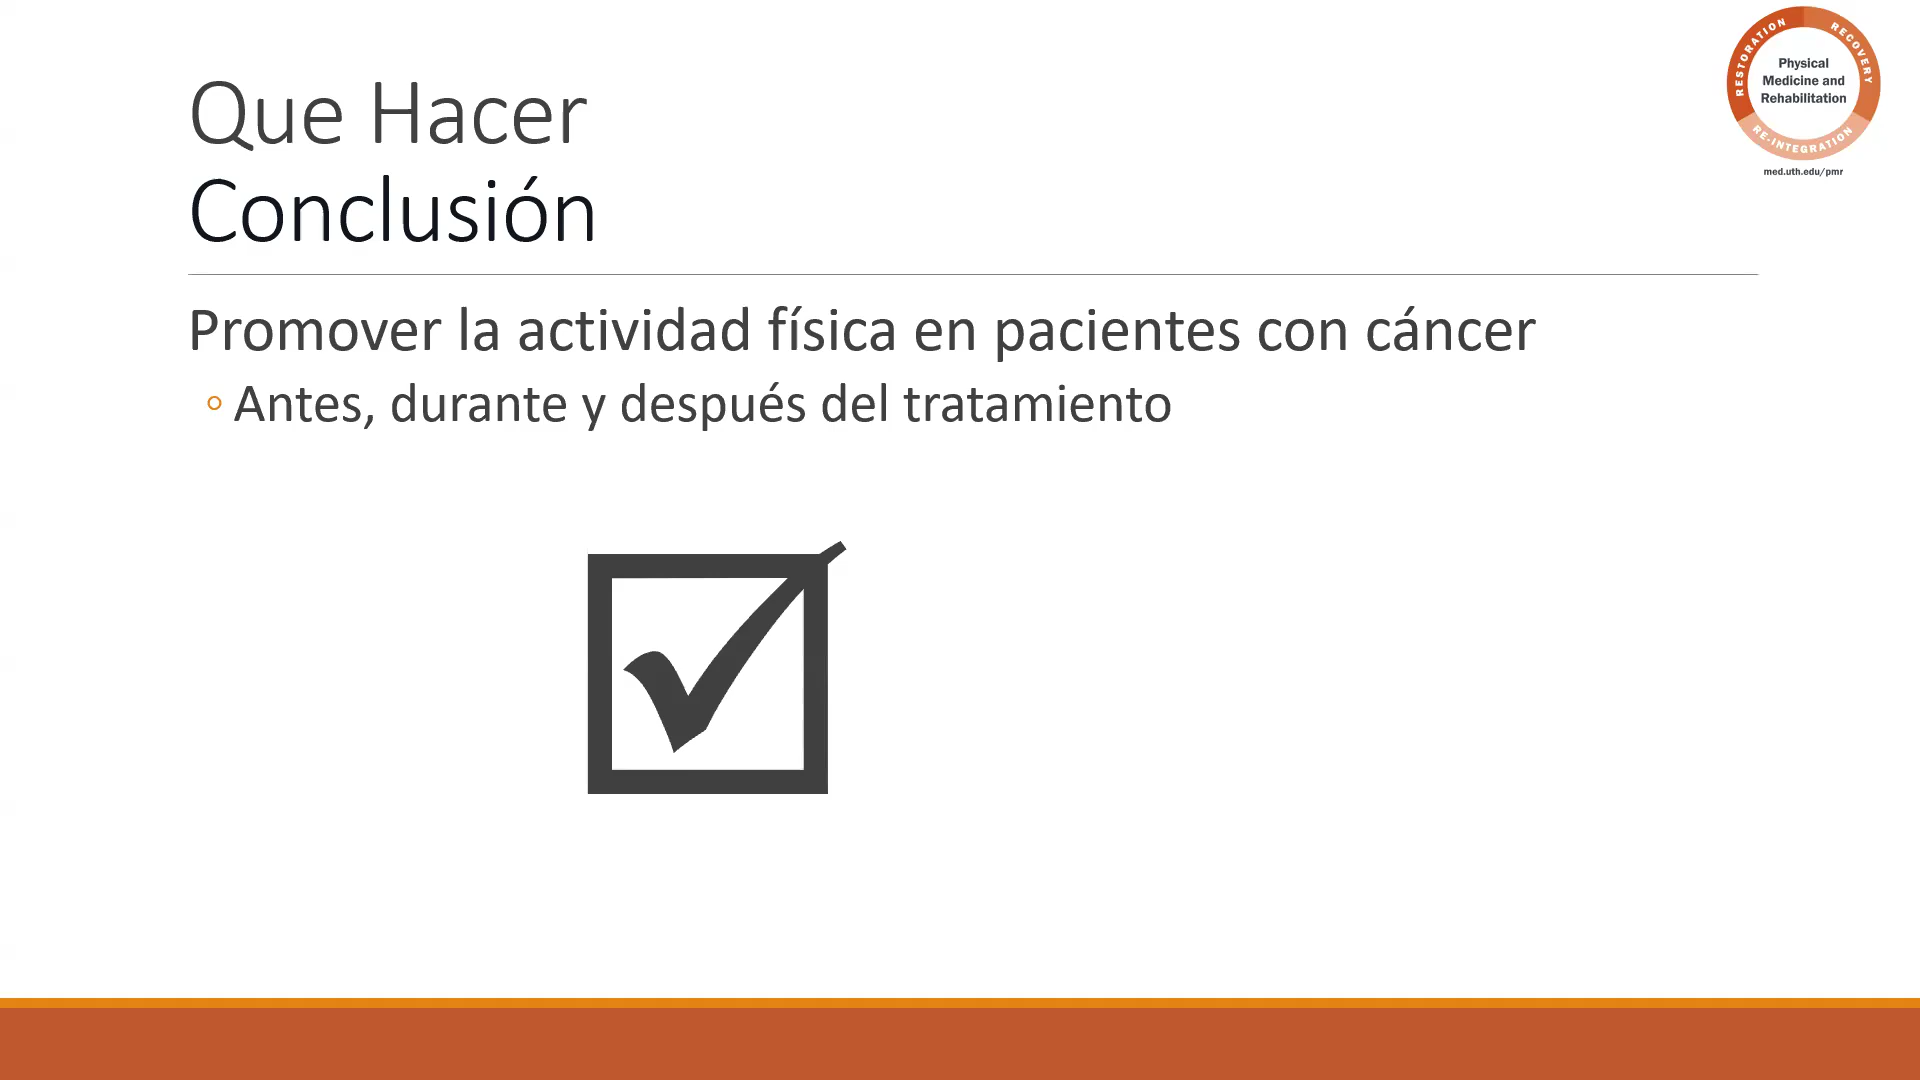 Que Hacer
Conclusión
Promover la actividad física en pacientes con cáncer
Antes, durante y después del tratamiento
RESTORATION
RECOVERY
RE-INTEGRATION
Physical
Medicine and
Rehabilitation
med.uth.edu/pmr